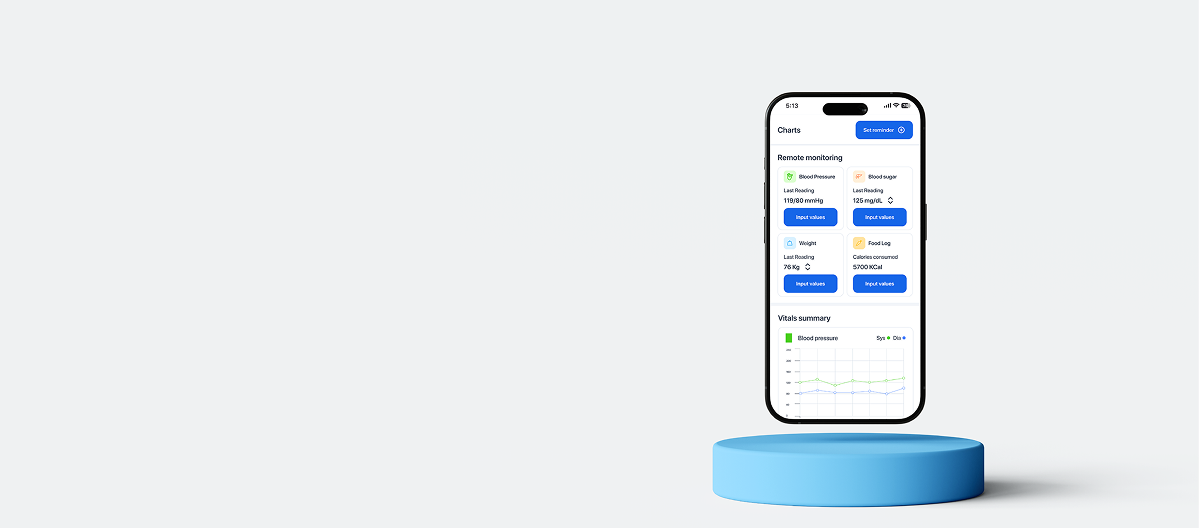 5:13
Charts
Set reminder
Remote monitoring
Blood Pressure
Last Reading
119/80 mmHg
Input values
Blood sugar
Last Reading
125 mg/dL
Input values
Weight
Last Reading
76 Kg
Input values
Food Log
Calories consumed
5700 KCal
Input values
Vitals summary
Blood pressure
Sys
Dia